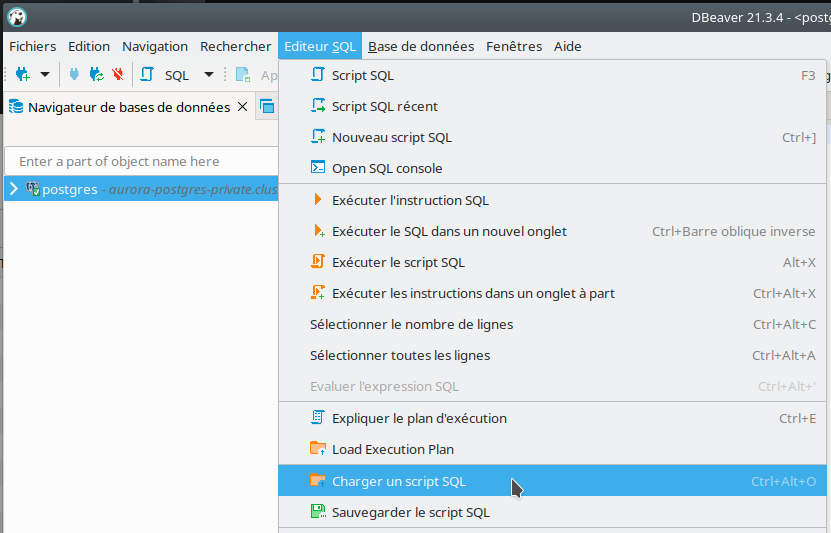 DBeaver 21.3.4 - <postg
Fichiers Edition Navigation Rechercher Editeur SQL Base de données Fenêtres Aide
SQL Ap
Navigateur de bases de données
Enter a part of object name here
postgres - aurora-postgres-private.clus
Script SQL F3
Script SQL récent
Nouveau script SQL Ctrl+]
Open SQL console
Exécuter l'instruction SQL
Exécuter le SQL dans un nouvel onglet Ctrl+Barre oblique inverse
Exécuter le script SQL Alt+X
Exécuter les instructions dans un onglet à part Ctrl+Alt+X
Sélectionner le nombre de lignes Ctrl+Alt+C
Sélectionner toutes les lignes Ctrl+Alt+A
Evaluer l'expression SQL Ctrl+Alt+'
Expliquer le plan d'exécution Ctrl+E
Load Execution Plan
Charger un script SQL Ctrl+Alt+O
Sauvegarder le script SQL